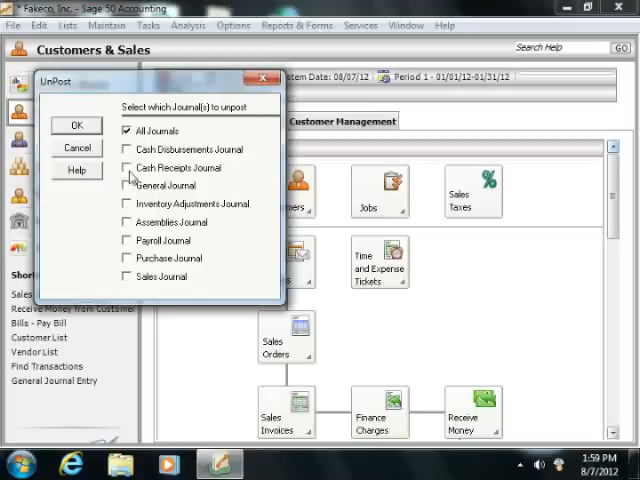 * Fakeco, Inc. - Sage 50 Accounting
File Edit Lists Maintain Tasks Analysis Options Reports & Forms Services Window Help
Customers & Sales
Search Help
GO
UnPost
Select which Journal(s) to unpost
OK
Cancel
Help
All Journals
Cash Disbursements Journal
Cash Receipts Journal
General Journal
Inventory Adjustments Journal
Assemblies Journal
Payroll Journal
Purchase Journal
Sales Journal
stem Date: 08/07/12
Period 1 - 01/01/12-01/31/12
Customer Management
mers
Jobs
Sales
Taxes
Time
and Expense
Tickets
Sales
Orders
Sales
Invoices
Finance
Charges
Receive
Money
Short
Sales
Receive Money from Customer
Bills - Pay Bill
Customer List
Vendor List
Find Transactions
General Journal Entry
1:59 PM
8/7/2012